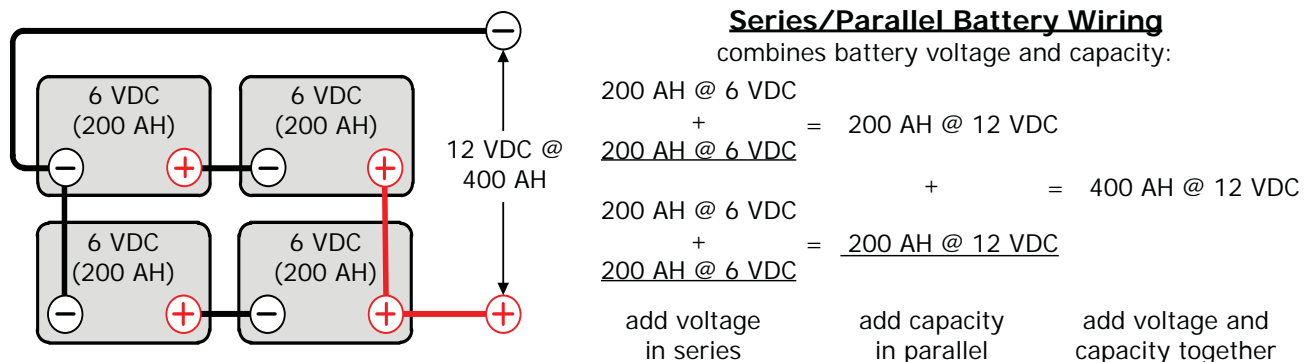 −
6 VDC
(200 AH)
− +
6 VDC
(200 AH)
− +
6 VDC
(200 AH)
− +
6 VDC
(200 AH)
− +
+
12 VDC @
400 AH
Series/Parallel Battery Wiring
combines battery voltage and capacity:
200 AH @ 6 VDC
+ = 200 AH @ 12 VDC
200 AH @ 6 VDC
+ = 400 AH @ 12 VDC
200 AH @ 6 VDC
+ = 200 AH @ 12 VDC
200 AH @ 6 VDC
add voltage
in series
add capacity
in parallel
add voltage and
capacity together